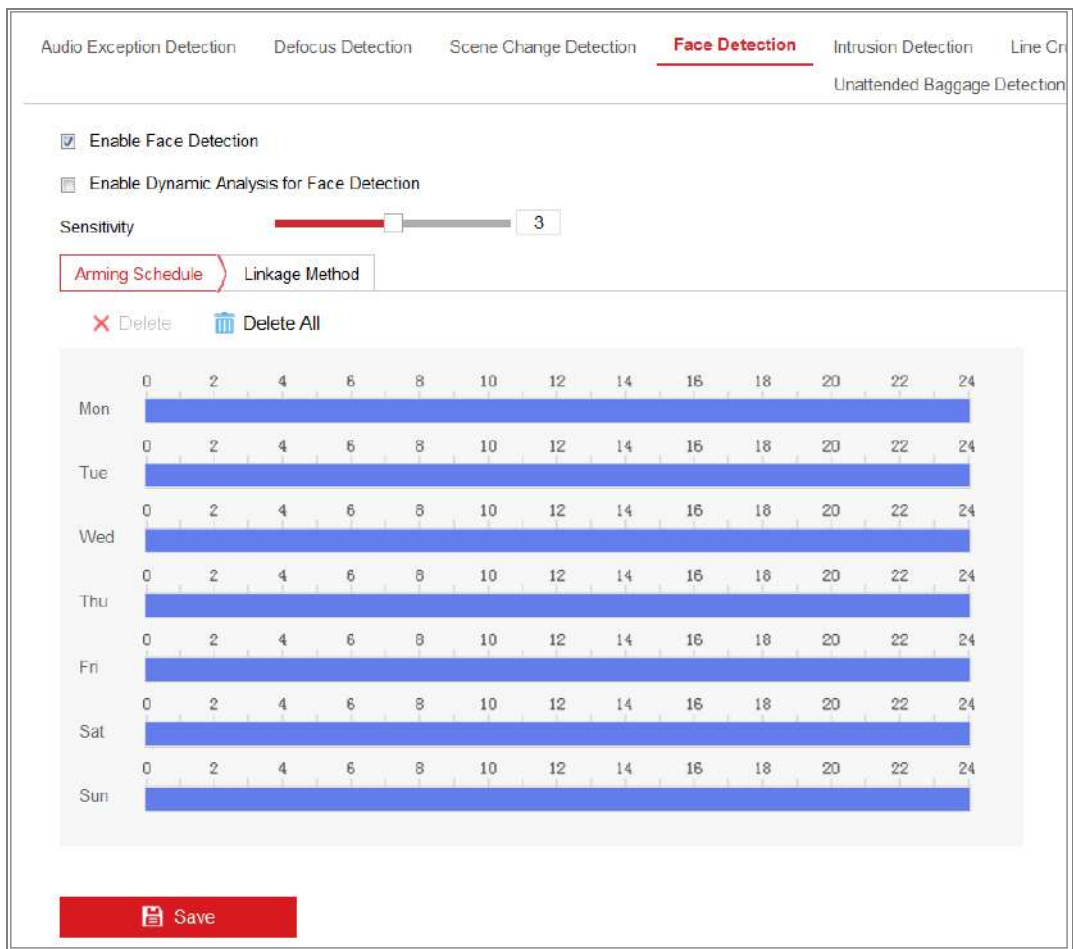 Audio Exception Detection Defocus Detection Scene Change Detection Face Detection Intrusion Detection Line
Unattended Baggage Detection
Enable Face Detection
Enable Dynamic Analysis for Face Detection
Sensitivity 3
Arming Schedule Linkage Method
Delete Delete All
0 2 4 6 8 10 12 14 16 18 20 22 24
Mon
0 2 4 6 8 10 12 14 16 18 20 22 24
Tue
0 2 4 6 8 10 12 14 16 18 20 22 24
Wed
0 2 4 6 8 10 12 14 16 18 20 22 24
Thu
0 2 4 6 8 10 12 14 16 18 20 22 24
Fri
0 2 4 6 8 10 12 14 16 18 20 22 24
Sat
0 2 4 6 8 10 12 14 16 18 20 22 24
Sun
Save